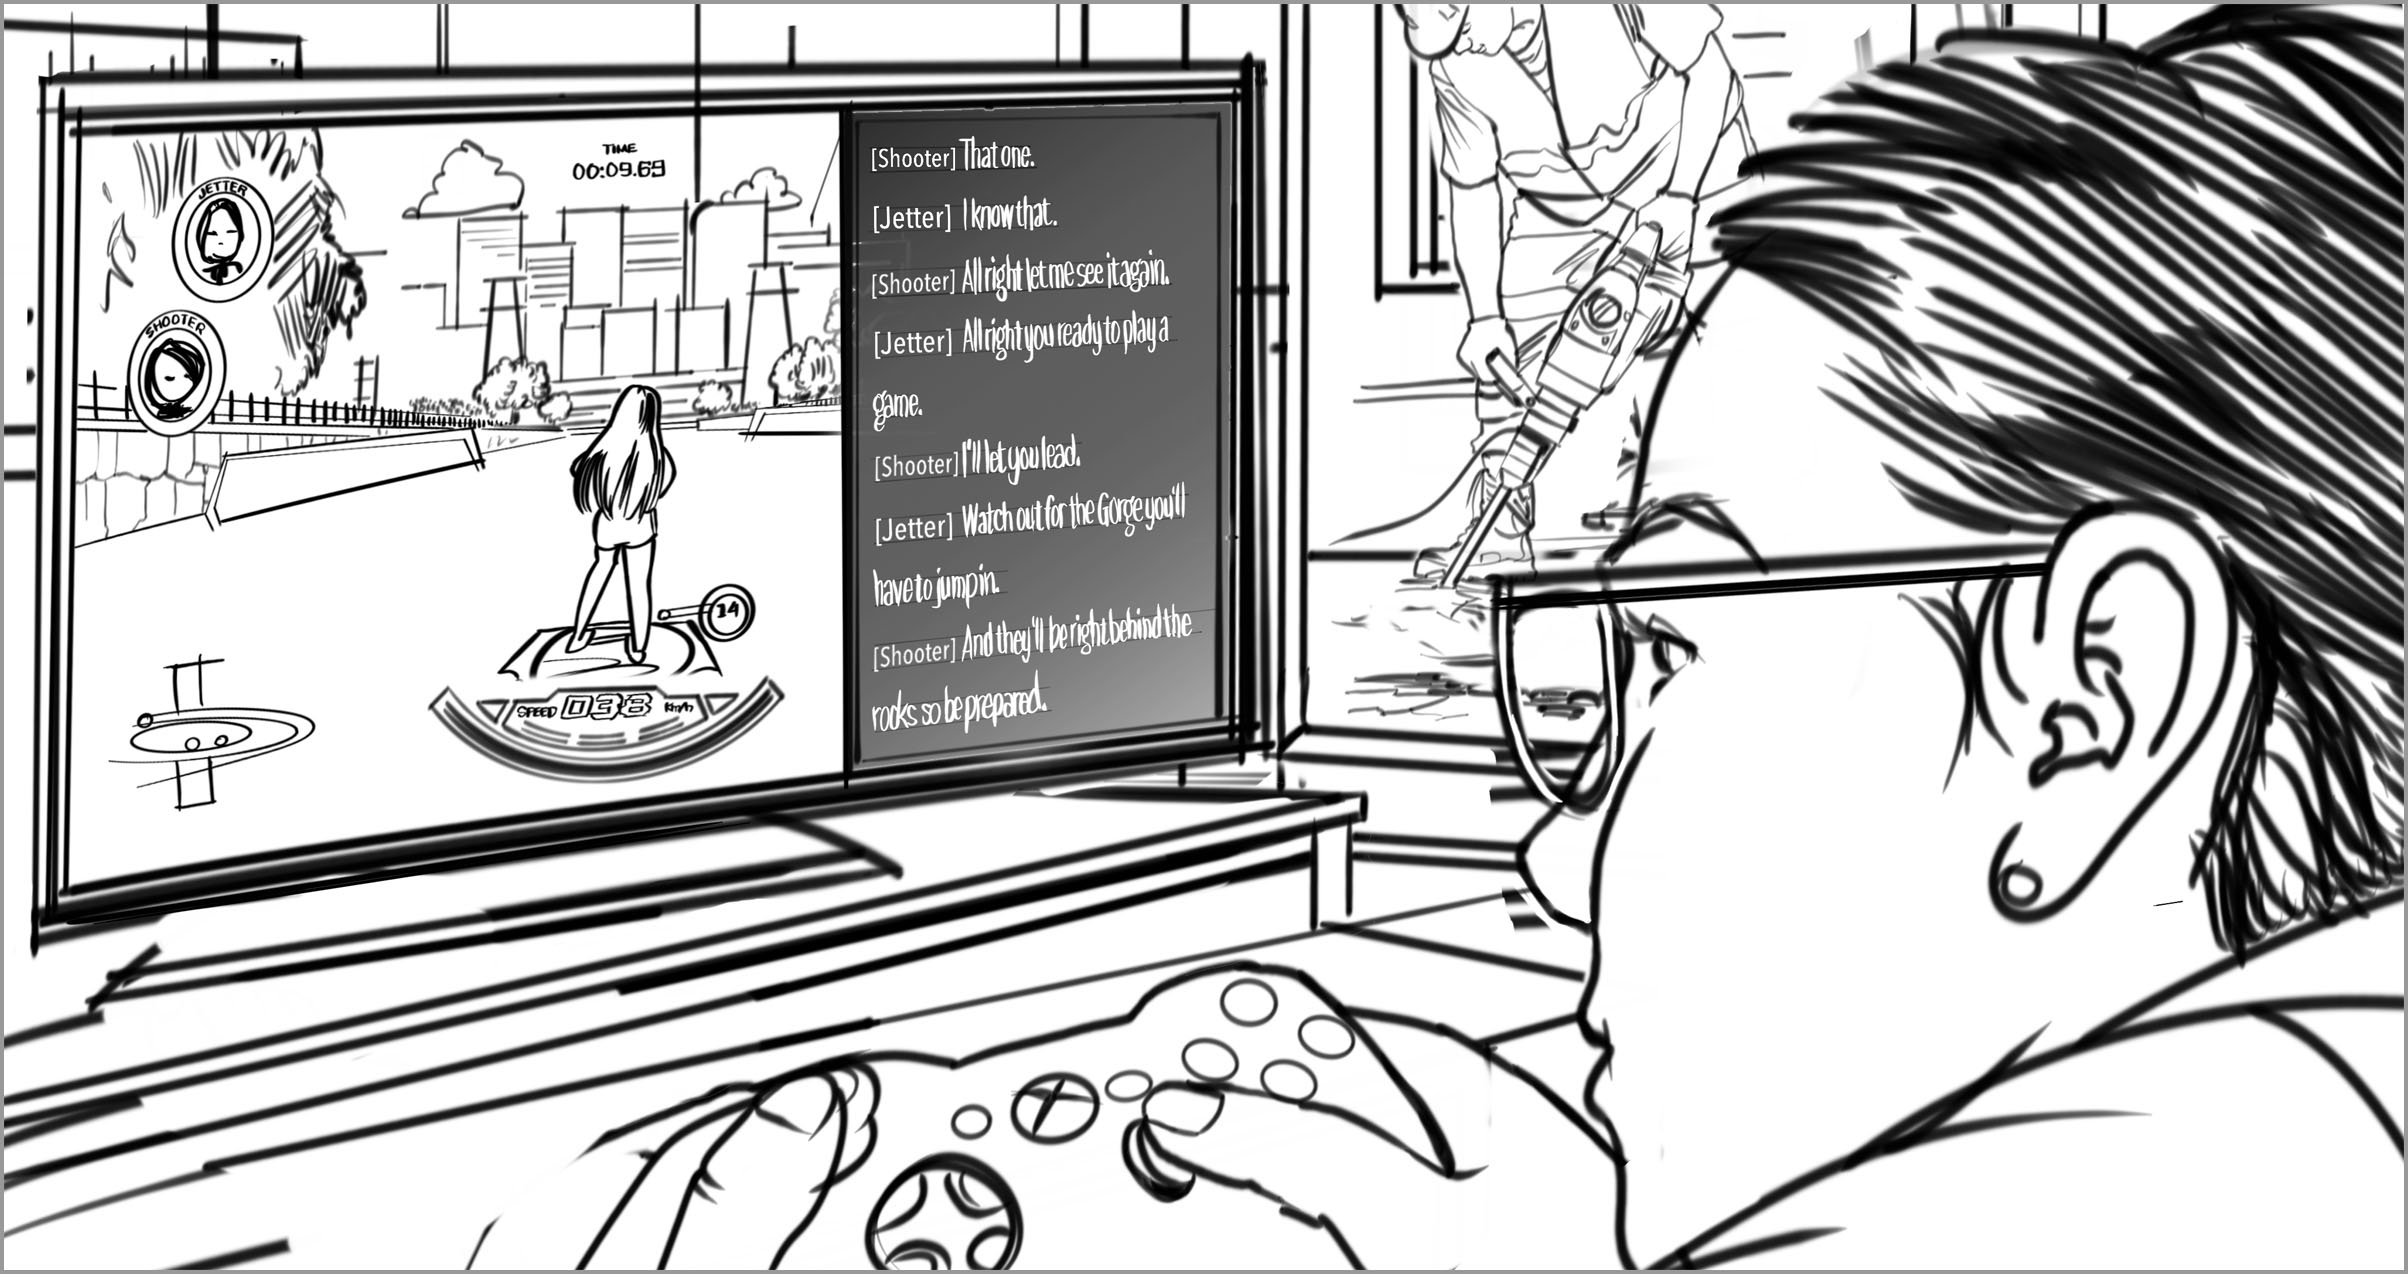 TIME
00:09.69
JETTER
SHOOTER
14
SPEED 038 Km/h
[Shooter] That one.
[Jetter] I know that.
[Shooter] All right let me see it again.
[Jetter] All right you ready to play a
game.
[Shooter] I'll let you lead.
[Jetter] Watch out for the Gorge you'll
have to jump in.
[Shooter] And they'll be right behind the
rocks so be prepared.